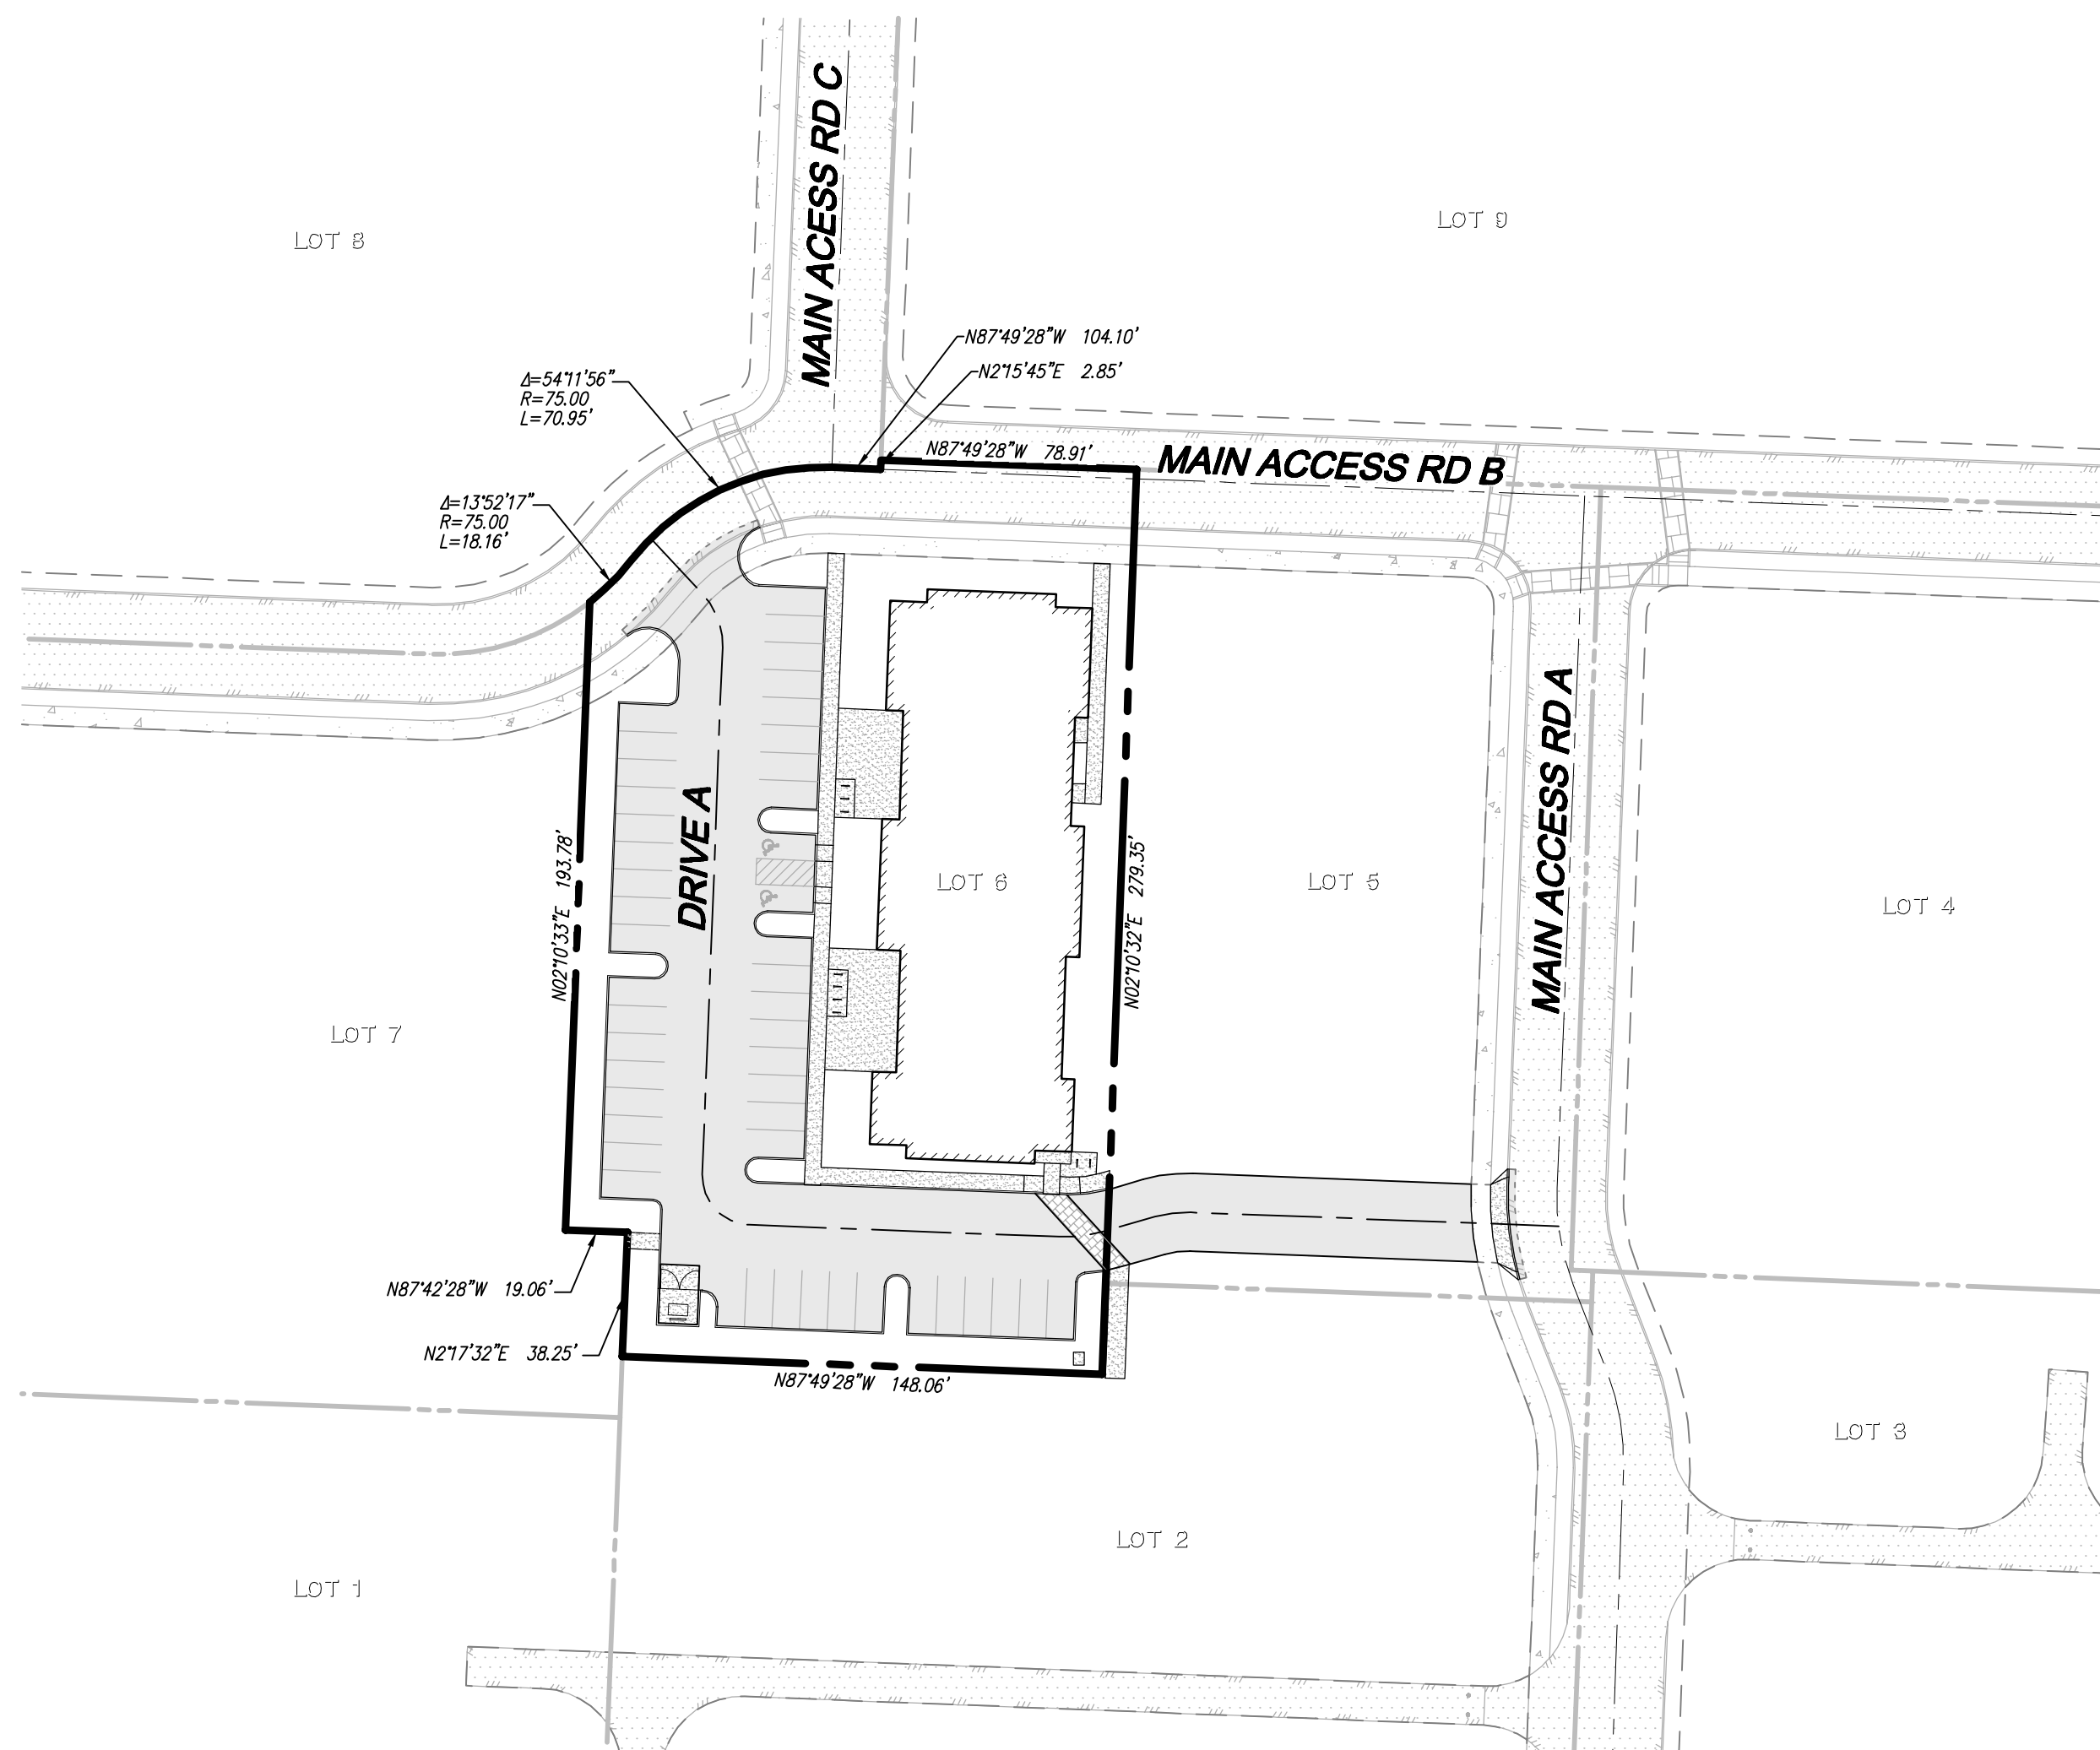 MAIN ACCESS RD C
LOT 8
LOT 9
N87°49'28"W 104.10'
N2°15'45"E 2.85'
Δ=54°11'56"
R=75.00
L=70.95'
N87°49'28"W 78.91'
MAIN ACCESS RD B
Δ=13°52'17"
R=75.00
L=18.16'
MAIN ACCESS RD A
DRIVE A
N02°10'33"E 193.78'
N02°10'32"E 279.35'
LOT 6
LOT 5
LOT 4
LOT 7
N87°42'28"W 19.06'
N2°17'32"E 38.25'
N87°49'28"W 148.06'
LOT 3
LOT 2
LOT 1